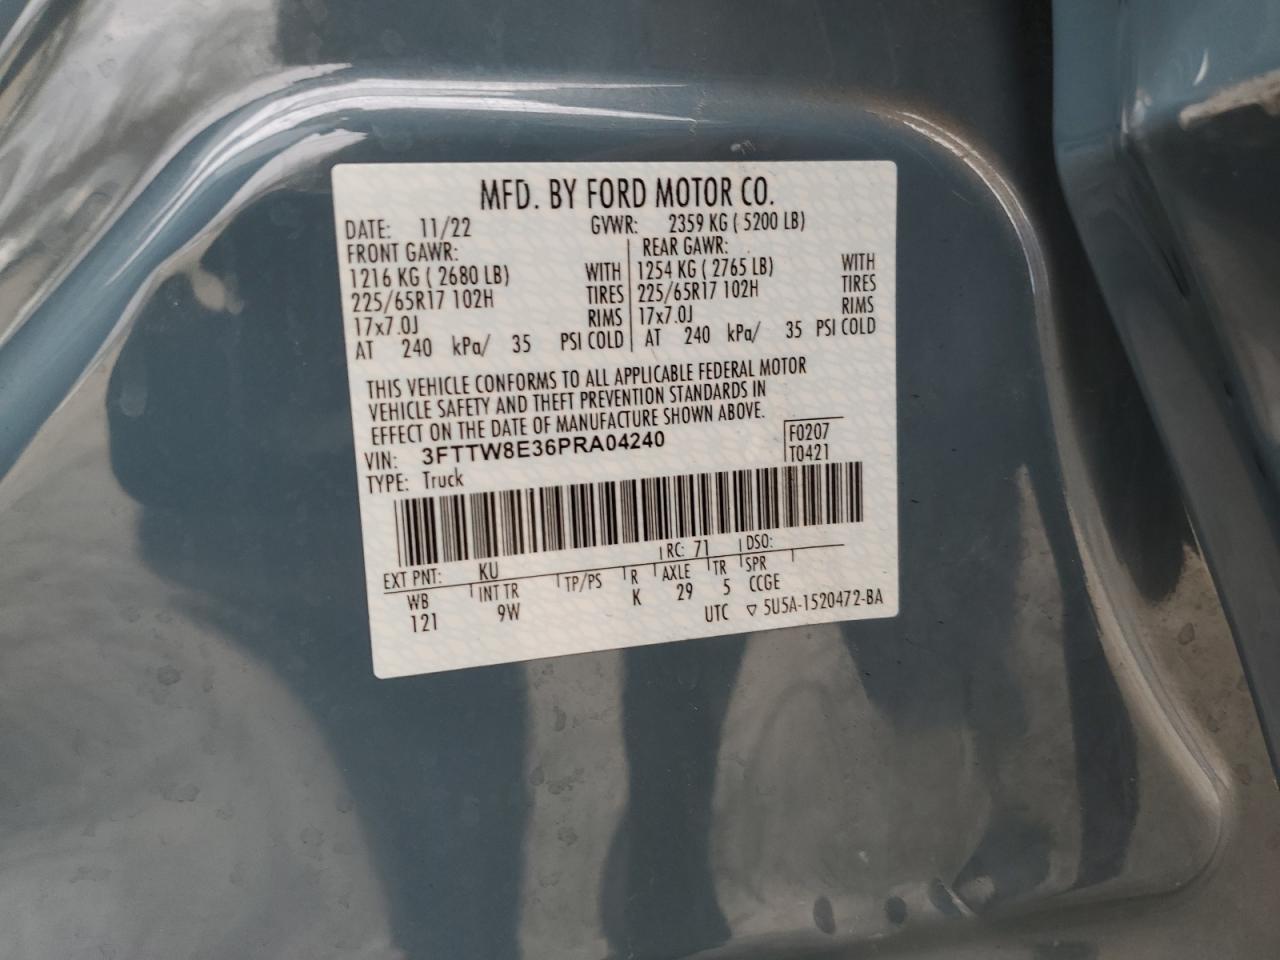 MFD. BY FORD MOTOR CO.
DATE: 11/22 GVWR: 2359 KG ( 5200 LB)
FRONT GAWR: REAR GAWR:
1216 KG ( 2680 LB) WITH 1254 KG ( 2765 LB) WITH
225/65R17 102H TIRES 225/65R17 102H TIRES
17x7.0J RIMS 17x7.0J RIMS
AT 240 kPa/ 35 PSI COLD AT 240 kPa/ 35 PSI COLD
THIS VEHICLE CONFORMS TO ALL APPLICABLE FEDERAL MOTOR
VEHICLE SAFETY AND THEFT PREVENTION STANDARDS IN
EFFECT ON THE DATE OF MANUFACTURE SHOWN ABOVE.
VIN: 3FTTW8E36PRA04240 F0207
TYPE: Truck T0421
EXT PNT: KU RC: 71 DSO:
WB INT TR TP/PS R AXLE TR SPR
121 9W K 29 5 CCGE
UTC ▽ 5U5A-1520472-BA